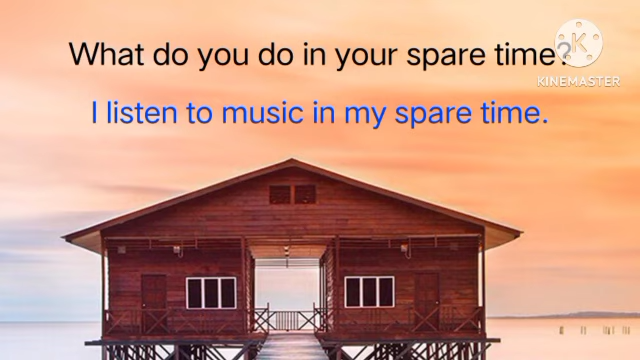 What do you do in your spare time?
I listen to music in my spare time.
K
KINEMASTER